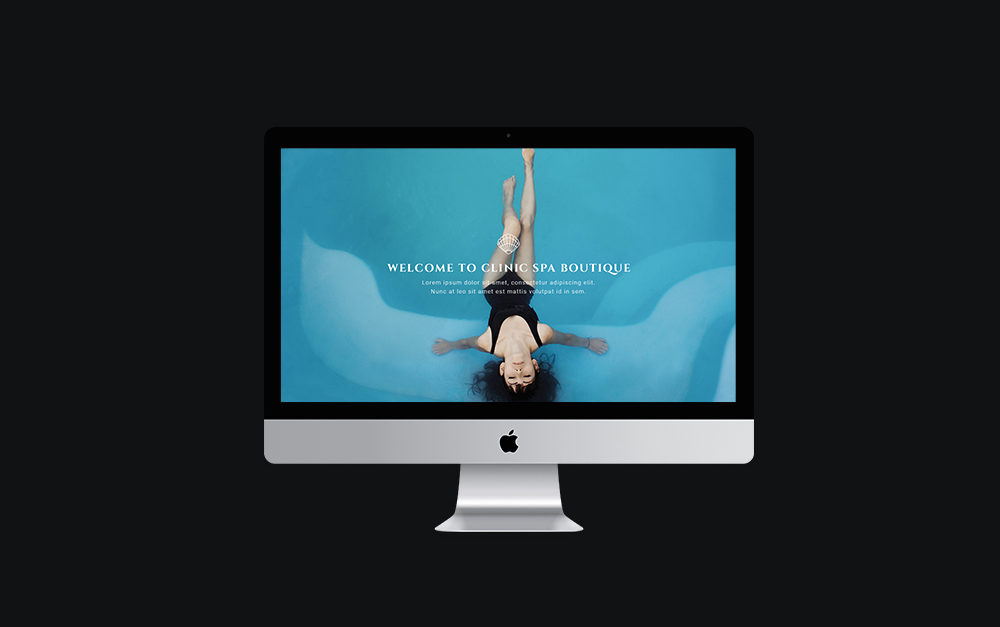 WELCOME TO CLINIC SPA BOUTIQUE
Lorem ipsum dolor sit amet, consectetur adipiscing elit.
Nunc at leo sit amet est mattis volutpat id in sem.